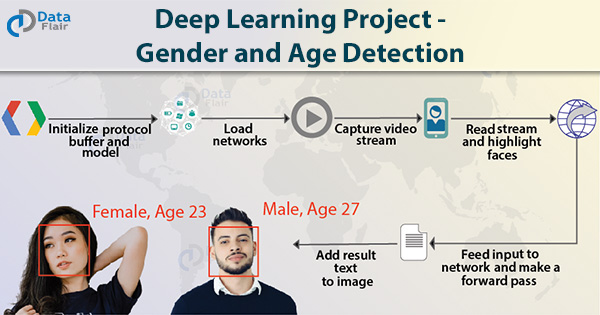 Data
Flair
Deep Learning Project -
Gender and Age Detection
Data
Flair
Initialize protocol
buffer and
model
Load
networks
Capture video
stream
Read stream
and highlight
faces
Feed input to
network and make a
forward pass
Add result
text
to image
Female, Age 23
Male, Age 27